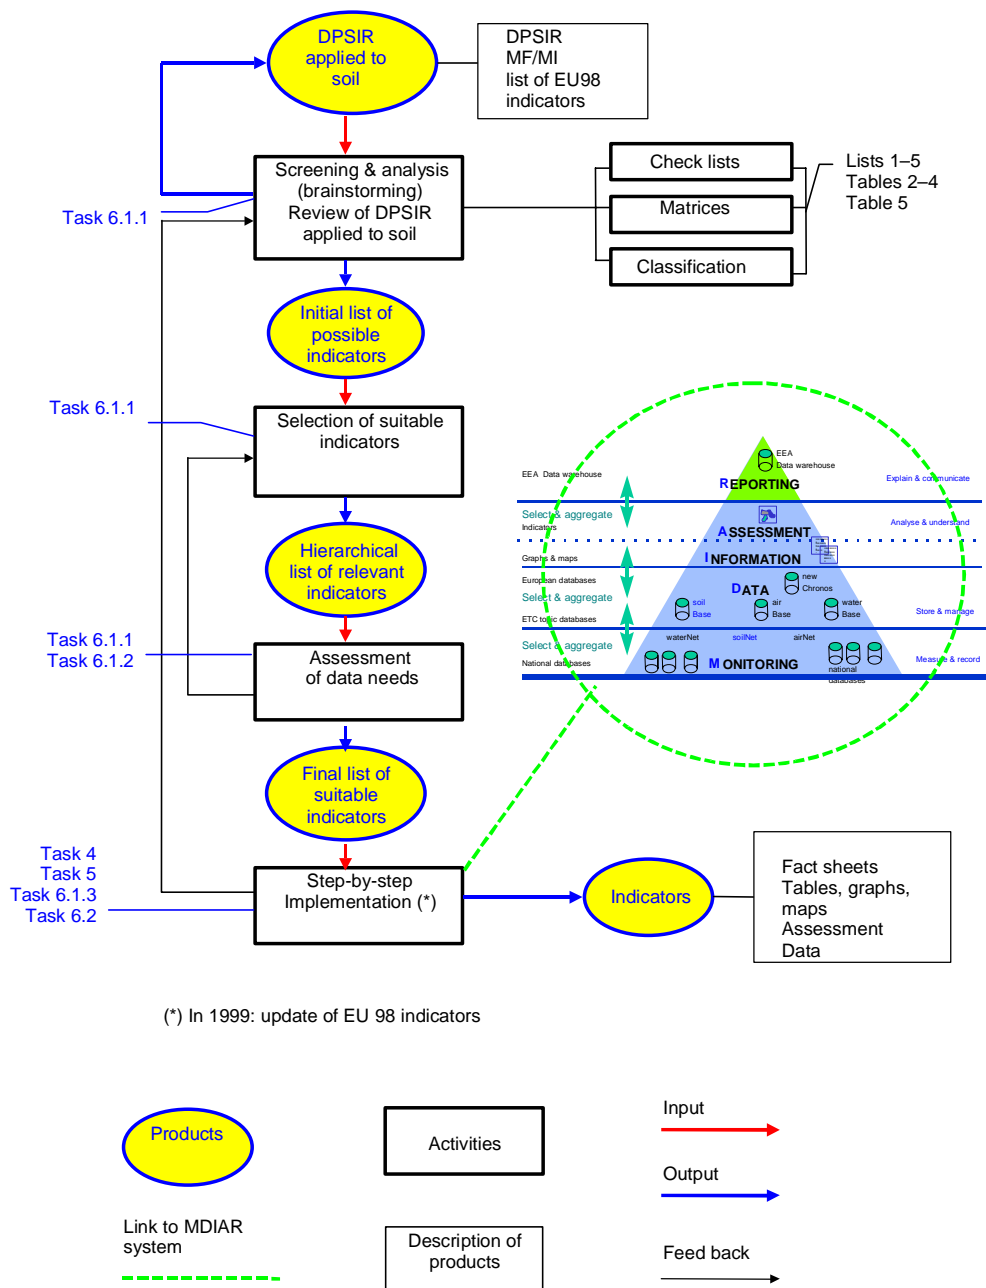 DPSIR
applied to
soil
DPSIR
MF/MI
list of EU98
indicators
Screening & analysis
(brainstorming)
Review of DPSIR
applied to soil
Check lists
Matrices
Classification
Lists 1–5
Tables 2–4
Table 5
Task 6.1.1
Initial list of
possible
indicators
Task 6.1.1
Selection of suitable
indicators
Hierarchical
list of relevant
indicators
Task 6.1.1
Task 6.1.2
Assessment
of data needs
Final list of
suitable
indicators
Task 4
Task 5
Task 6.1.3
Task 6.2
Step-by-step
Implementation (*)
Indicators
Fact sheets
Tables, graphs,
maps
Assessment
Data
EEA
Data warehouse
EEA Data warehouse
REPORTING
Explain & communicate
Select & aggregate
Indicators
ASSESSMENT
Analyse & understand
Graphs & maps
INFORMATION
European databases
Select & aggregate
DATA
new
Chronos
soil
Base
air
Base
water
Base
ETC topic databases
Store & manage
Select & aggregate
waterNet
soilNet
airNet
National databases
MONITORING
national
databases
Measure & record
(*) In 1999: update of EU 98 indicators
Products
Activities
Input
Output
Link to MDIAR
system
Description of
products
Feed back